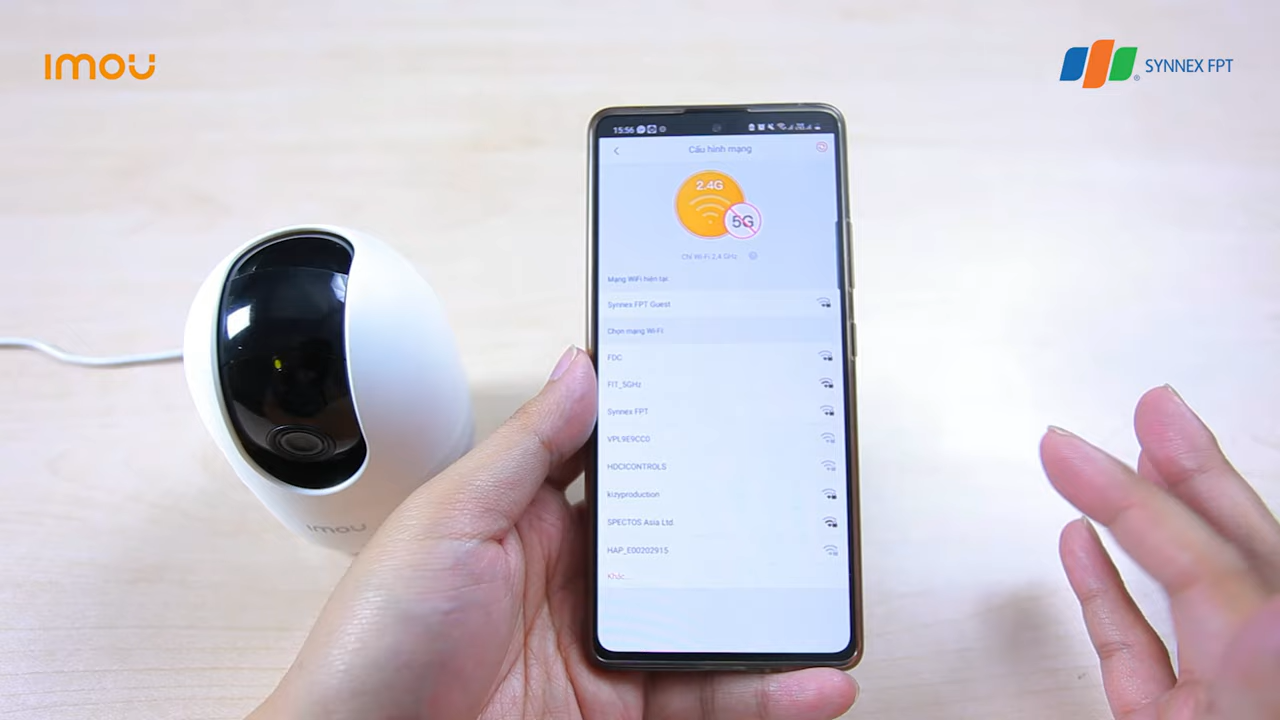 imou
SYNNEX FPT
15:56
Cấu hình mạng
2.4G
5G
Chỉ Wi-Fi 2,4 GHz
Mạng WiFi hiện tại:
Synnex FPT Guest
Chọn mạng Wi-Fi
FDC
FIT_5GHz
Synnex FPT
VPL9E9CC0
HDCICONTROLS
kizyproduction
SPECTOS Asia Ltd
HAP_E00202915
Khác...
imou